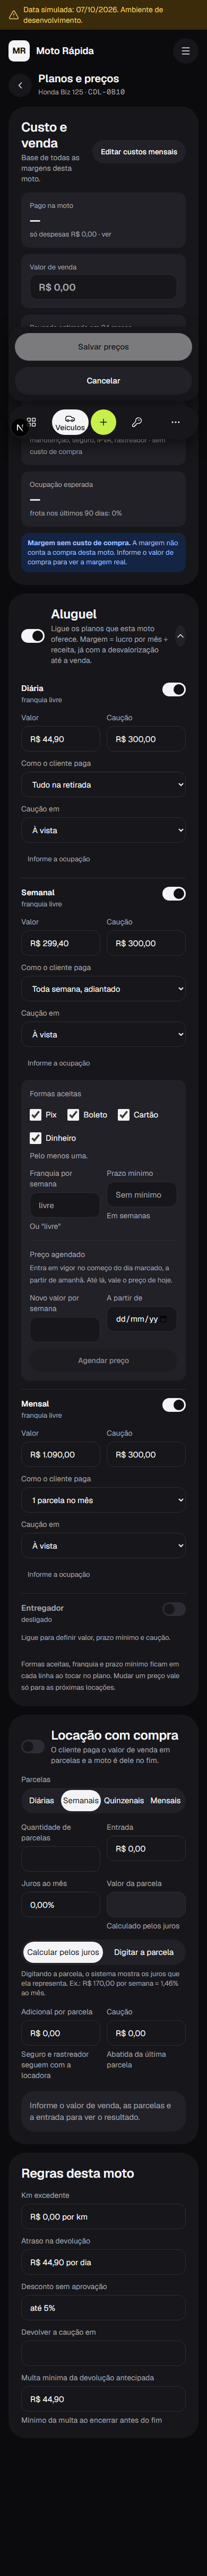 Data simulada: 07/10/2026. Ambiente de
desenvolvimento.
MR
Moto Rápida
Planos e preços
Honda Biz 125 · CDL-0810
Custo e
venda
Base de todas as
margens desta
moto.
Editar custos mensais
Pago na moto
—
só despesas R$ 0,00 · ver
Valor de venda
R$ 0,00
Salvar preços
Cancelar
N
Veículos
manutenção, seguro, IPVA, rastreador · sem
custo de compra
Ocupação esperada
—
frota nos últimos 90 dias: 0%
Margem sem custo de compra. A margem não
conta a compra desta moto. Informe o valor de
compra para ver a margem real.
Aluguel
Ligue os planos que esta moto
oferece. Margem = lucro por mês ÷
receita, já com a desvalorização
até a venda.
Diária
franquia livre
Valor
Caução
R$ 44,90
R$ 300,00
Como o cliente paga
Tudo na retirada
Caução em
À vista
Informe a ocupação
Semanal
franquia livre
Valor
Caução
R$ 299,40
R$ 300,00
Como o cliente paga
Toda semana, adiantado
Caução em
À vista
Informe a ocupação
Formas aceitas
Pix
Boleto
Cartão
Dinheiro
Pelo menos uma.
Franquia por
semana
Prazo mínimo
livre
Sem mínimo
Ou "livre"
Em semanas
Preço agendado
Entra em vigor no começo do dia marcado, a
partir de amanhã. Até lá, vale o preço de hoje.
Novo valor por
semana
A partir de
dd/mm/yy
Agendar preço
Mensal
franquia livre
Valor
Caução
R$ 1.090,00
R$ 300,00
Como o cliente paga
1 parcela no mês
Caução em
À vista
Informe a ocupação
Entregador
desligado
Ligue para definir valor, prazo mínimo e caução.
Formas aceitas, franquia e prazo mínimo ficam em
cada linha ao tocar no plano. Mudar um preço vale
só para as próximas locações.
Locação com compra
O cliente paga o valor de venda em
parcelas e a moto é dele no fim.
Parcelas
Diárias
Semanais
Quinzenais
Mensais
Quantidade de
parcelas
Entrada
R$ 0,00
Juros ao mês
Valor da parcela
0,00%
Calculado pelos juros
Calcular pelos juros
Digitar a parcela
Digitando a parcela, o sistema mostra os juros que
ela representa. Ex.: R$ 170,00 por semana = 1,46%
ao mês.
Adicional por parcela
Caução
R$ 0,00
R$ 0,00
Seguro e rastreador
seguem com a
locadora
Abatida da última
parcela
Informe o valor de venda, as parcelas e
a entrada para ver o resultado.
Regras desta moto
Km excedente
R$ 0,00 por km
Atraso na devolução
R$ 44,90 por dia
Desconto sem aprovação
até 5%
Devolver a caução em
Multa mínima da devolução antecipada
R$ 44,90
Mínimo da multa ao encerrar antes do fim